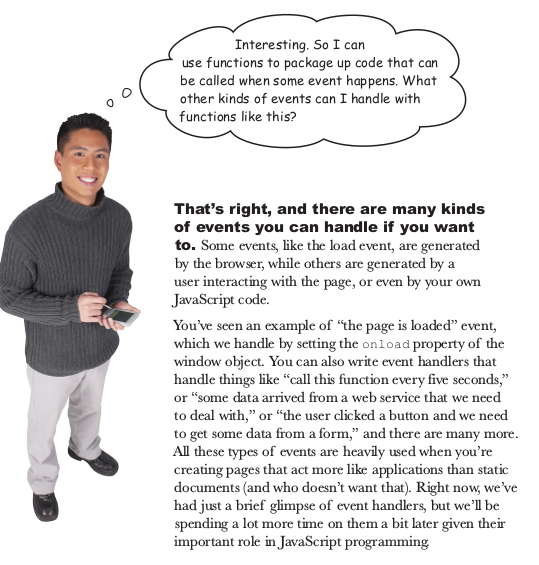 Interesting. So I can
use functions to package up code that can
be called when some event happens. What
other kinds of events can I handle with
functions like this?
That's right, and there are many kinds
of events you can handle if you want
to. Some events, like the load event, are generated
by the browser, while others are generated by a
user interacting with the page, or even by your own
JavaScript code.
You've seen an example of “the page is loaded” event,
which we handle by setting the onload property of the
window object. You can also write event handlers that
handle things like “call this function every five seconds,”
or “some data arrived from a web service that we need
to deal with,” or “the user clicked a button and we need
to get some data from a form,” and there are many more.
All these types of events are heavily used when you're
creating pages that act more like applications than static
documents (and who doesn't want that). Right now, we've
had just a brief glimpse of event handlers, but we'll be
spending a lot more time on them a bit later given their
important role in JavaScript programming.